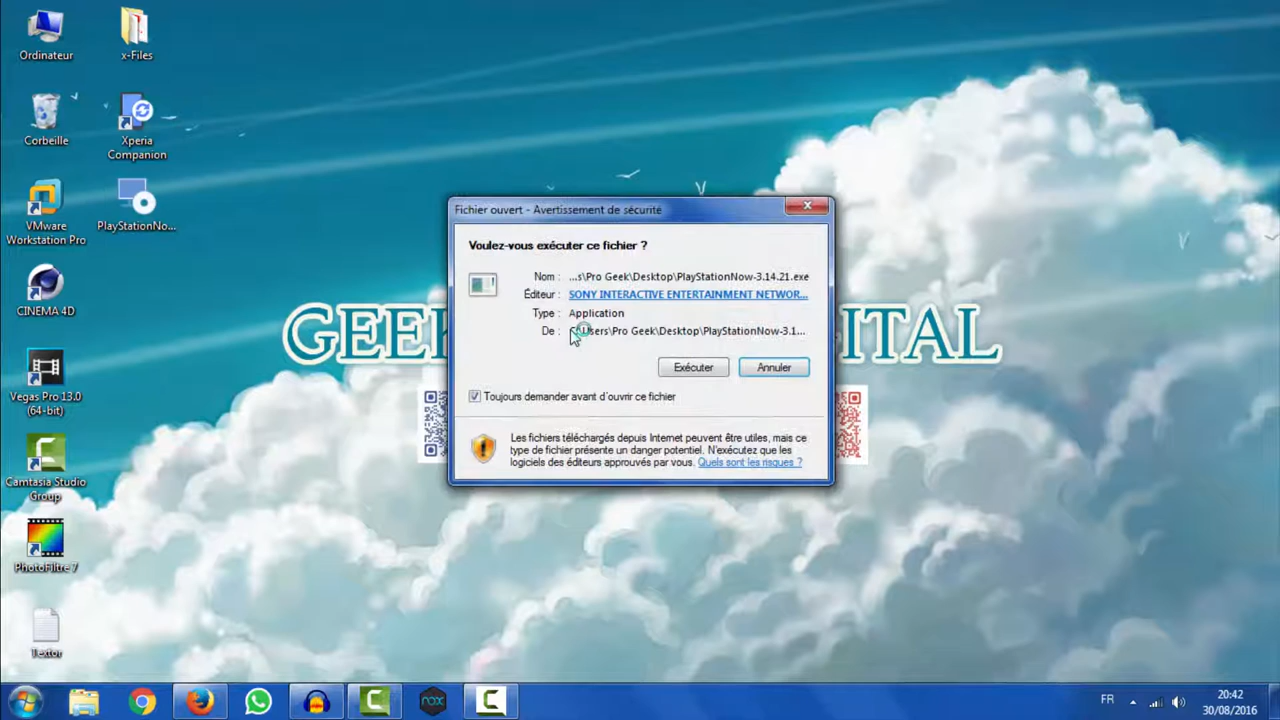 Ordinateur
x-Files
Corbeille
Xperia
Companion
VMware
Workstation Pro
PlayStationNo...
CINEMA 4D
Vegas Pro 13.0
(64-bit)
Camtasia Studio
Group
PhotoFiltre 7
Textor
GEEK
ITAL
Fichier ouvert - Avertissement de sécurité
Voulez-vous exécuter ce fichier ?
Nom : ...s\Pro Geek\Desktop\PlayStationNow-3.14.21.exe
Éditeur : SONY INTERACTIVE ENTERTAINMENT NETWOR...
Type : Application
De : C:\Users\Pro Geek\Desktop\PlayStationNow-3.1...
Exécuter
Annuler
Toujours demander avant d'ouvrir ce fichier
Les fichiers téléchargés depuis Internet peuvent être utiles, mais ce
type de fichier présente un danger potentiel. N'exécutez que les
logiciels des éditeurs approuvés par vous. Quels sont les risques ?
nox
FR
20:42
30/08/2016